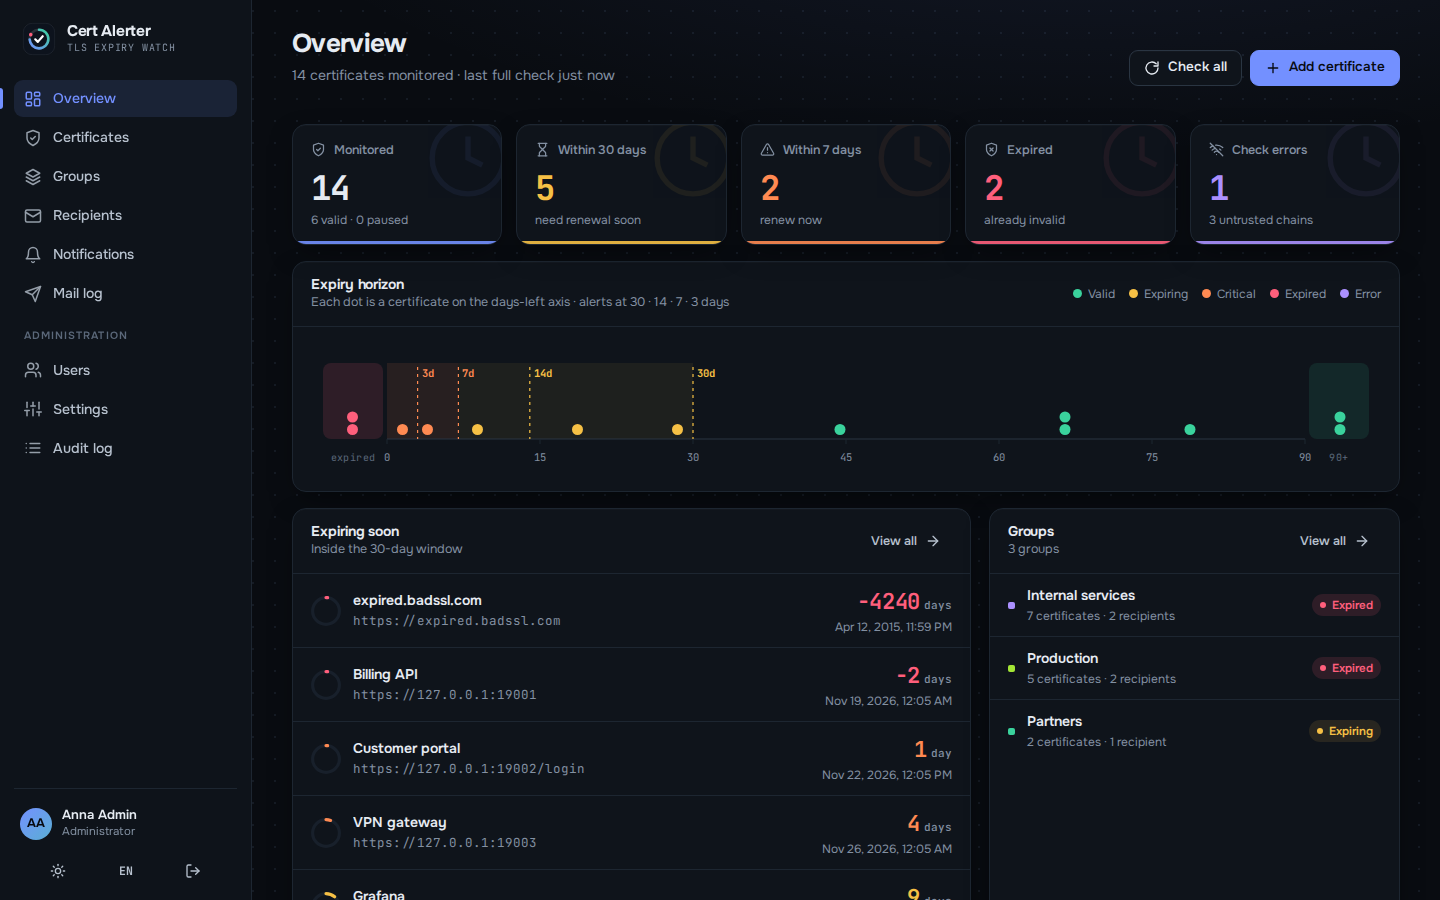 Cert Alerter
TLS EXPIRY WATCH
Overview
Certificates
Groups
Recipients
Notifications
Mail log
ADMINISTRATION
Users
Settings
Audit log
AA
Anna Admin
Administrator
EN
Overview
14 certificates monitored · last full check just now
Check all
Add certificate
Monitored
14
6 valid · 0 paused
Within 30 days
5
need renewal soon
Within 7 days
2
renew now
Expired
2
already invalid
Check errors
1
3 untrusted chains
Expiry horizon
Each dot is a certificate on the days-left axis · alerts at 30 · 14 · 7 · 3 days
Valid
Expiring
Critical
Expired
Error
3d 7d 14d 30d
expired 0 15 30 45 60 75 90 90+
Expiring soon
Inside the 30-day window
View all
expired.badssl.com
https://expired.badssl.com
-4240 days
Apr 12, 2015, 11:59 PM
Billing API
https://127.0.0.1:19001
-2 days
Nov 19, 2026, 12:05 AM
Customer portal
https://127.0.0.1:19002/login
1 day
Nov 22, 2026, 12:05 PM
VPN gateway
https://127.0.0.1:19003
4 days
Nov 26, 2026, 12:05 AM
Grafana
9 days
Groups
3 groups
View all
Internal services
7 certificates · 2 recipients
Expired
Production
5 certificates · 2 recipients
Expired
Partners
2 certificates · 1 recipient
Expiring